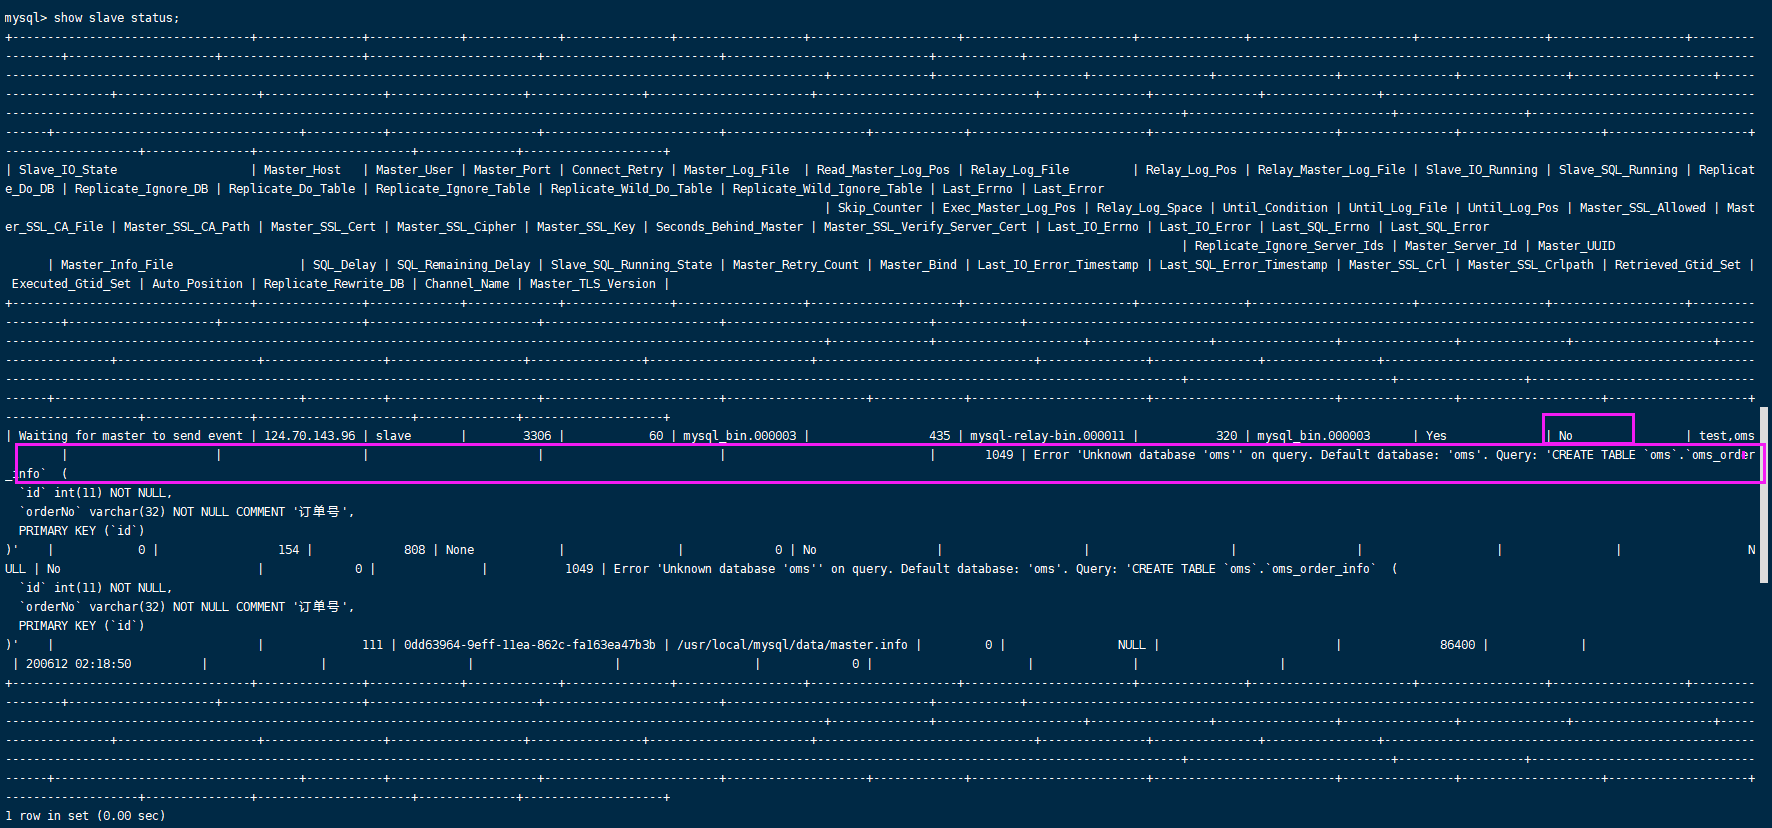 mysql> show slave status;
| Slave_IO_State | Master_Host | Master_User | Master_Port | Connect_Retry | Master_Log_File | Read_Master_Log_Pos | Relay_Log_File | Relay_Log_Pos | Relay_Master_Log_File | Slave_IO_Running | Slave_SQL_Running | Replicat
e_Do_DB | Replicate_Ignore_DB | Replicate_Do_Table | Replicate_Ignore_Table | Replicate_Wild_Do_Table | Replicate_Wild_Ignore_Table | Last_Errno | Last_Error
| Skip_Counter | Exec_Master_Log_Pos | Relay_Log_Space | Until_Condition | Until_Log_File | Until_Log_Pos | Master_SSL_Allowed | Mast
er_SSL_CA_File | Master_SSL_CA_Path | Master_SSL_Cert | Master_SSL_Cipher | Master_SSL_Key | Seconds_Behind_Master | Master_SSL_Verify_Server_Cert | Last_IO_Errno | Last_IO_Error | Last_SQL_Errno | Last_SQL_Error
| Replicate_Ignore_Server_Ids | Master_Server_Id | Master_UUID
| Master_Info_File | SQL_Delay | SQL_Remaining_Delay | Slave_SQL_Running_State | Master_Retry_Count | Master_Bind | Last_IO_Error_Timestamp | Last_SQL_Error_Timestamp | Master_SSL_Crl | Master_SSL_Crlpath | Retrieved_Gtid_Set |
Executed_Gtid_Set | Auto_Position | Replicate_Rewrite_DB | Channel_Name | Master_TLS_Version |
| Waiting for master to send event | 124.70.143.96 | slave | 3306 | 60 | mysql_bin.000003 | 435 | mysql-relay-bin.000011 | 320 | mysql_bin.000003 | Yes | No | test,oms
| | | | | | 1049 | Error 'Unknown database 'oms'' on query. Default database: 'oms'. Query: 'CREATE TABLE `oms`.`oms_order
_info` (
`id` int(11) NOT NULL,
`orderNo` varchar(32) NOT NULL COMMENT '订单号',
PRIMARY KEY (`id`)
)' | 0 | 154 | 808 | None | | 0 | No | | | | | | | N
ULL | No | 0 | | 1049 | Error 'Unknown database 'oms'' on query. Default database: 'oms'. Query: 'CREATE TABLE `oms`.`oms_order_info` (
`id` int(11) NOT NULL,
`orderNo` varchar(32) NOT NULL COMMENT '订单号',
PRIMARY KEY (`id`)
)' | | 111 | 0dd63964-9eff-11ea-862c-fa163ea47b3b | /usr/local/mysql/data/master.info | 0 | NULL | | 86400 | |
| 200612 02:18:50 | | | | | 0 | | | |
1 row in set (0.00 sec)